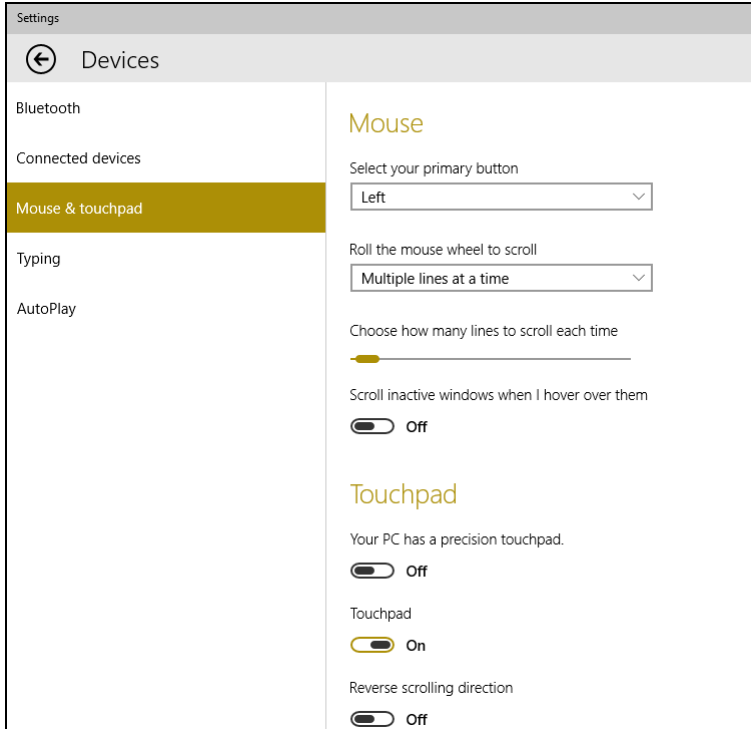 Settings
Devices
Bluetooth
Connected devices
Mouse & touchpad
Typing
AutoPlay
Mouse
Select your primary button
Left
Roll the mouse wheel to scroll
Multiple lines at a time
Choose how many lines to scroll each time
Scroll inactive windows when I hover over them
Off
Touchpad
Your PC has a precision touchpad.
Off
Touchpad
On
Reverse scrolling direction
Off